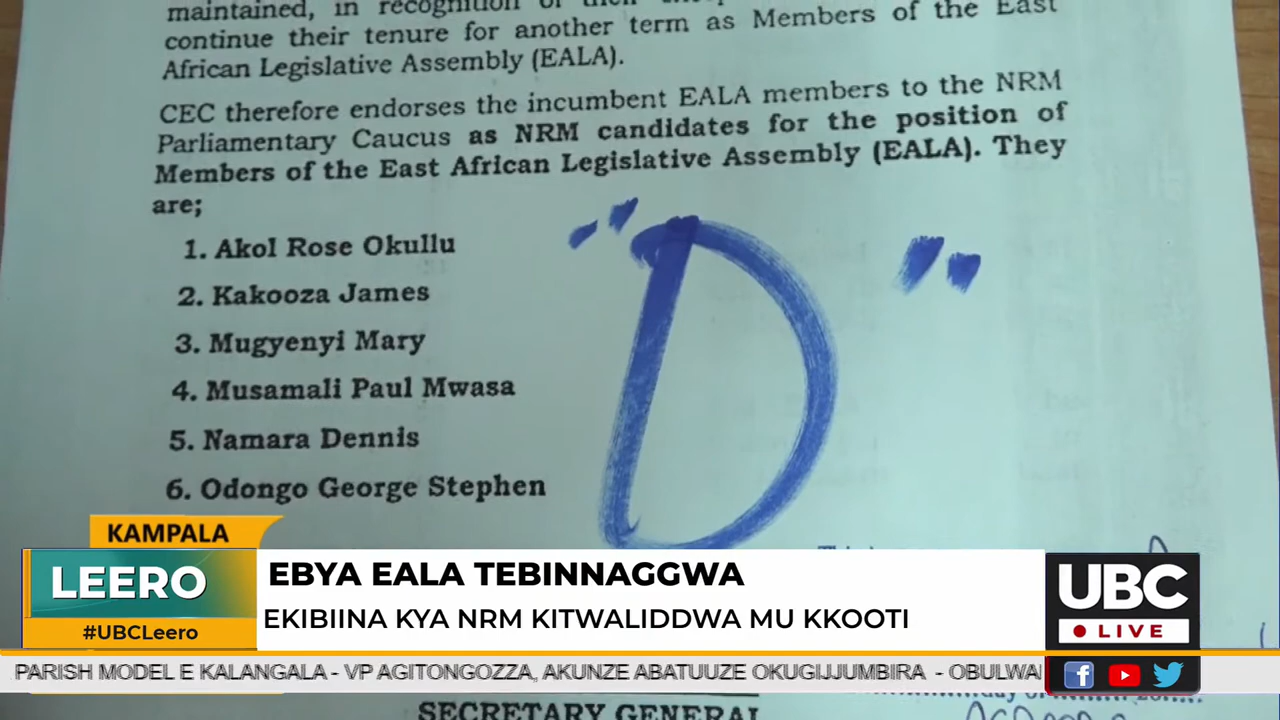 maintained, in recognition of their
continue their tenure for another term as Members of the East
African Legislative Assembly (EALA).
CEC therefore endorses the incumbent EALA members to the NRM
Parliamentary Caucus as NRM candidates for the position of
Members of the East African Legislative Assembly (EALA). They
are;
1. Akol Rose Okullu
2. Kakooza James
3. Mugyenyi Mary
4. Musamali Paul Mwasa
5. Namara Dennis
6. Odongo George Stephen
"D"
KAMPALA
LEERO
#UBCLeero
EBYA EALA TEBINNAGGWA
EKIBIINA KYA NRM KITWALIDDWA MU KKOOTI
UBC
LIVE
PARISH MODEL E KALANGALA - VP AGITONGOZZA, AKUNZE ABATUUZE OKUGIJJUMBIRA - OBULWA
SECRETARY GENERAL